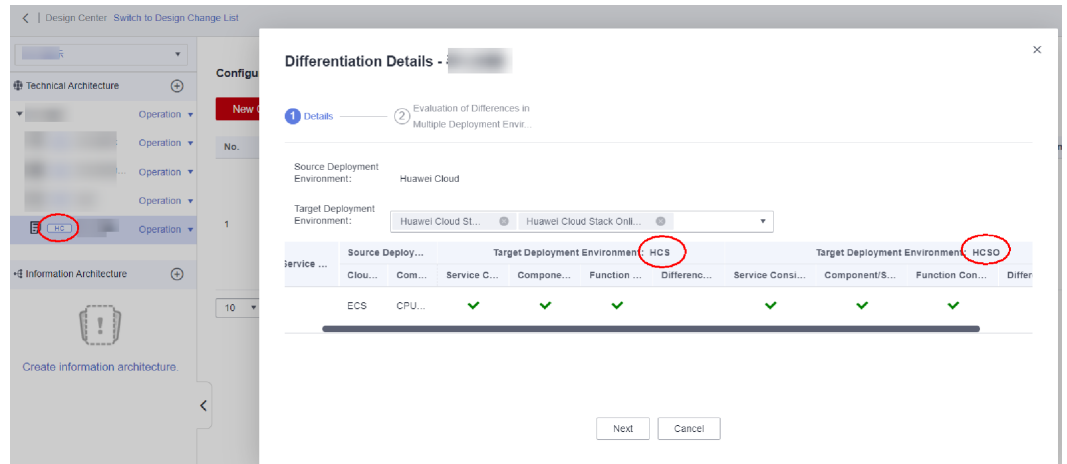 Design Center Switch to Design Change List
Technical Architecture
Operation
Operation
Operation
Operation
HC
Operation
Information Architecture
Create information architecture.
Configu
New
No.
1
10
Differentiation Details -
1 Details
2 Evaluation of Differences in
Multiple Deployment Envir...
Source Deployment
Environment: Huawei Cloud
Target Deployment
Environment: Huawei Cloud St... Huawei Cloud Stack Onli...
Service ... Source Deploy... Target Deployment Environment: HCS Target Deployment Environment: HCSO
Clou... Com... Service C... Compone... Function ... Differenc... Service Consi... Component/S... Function Con... Differ
ECS CPU...
Next Cancel